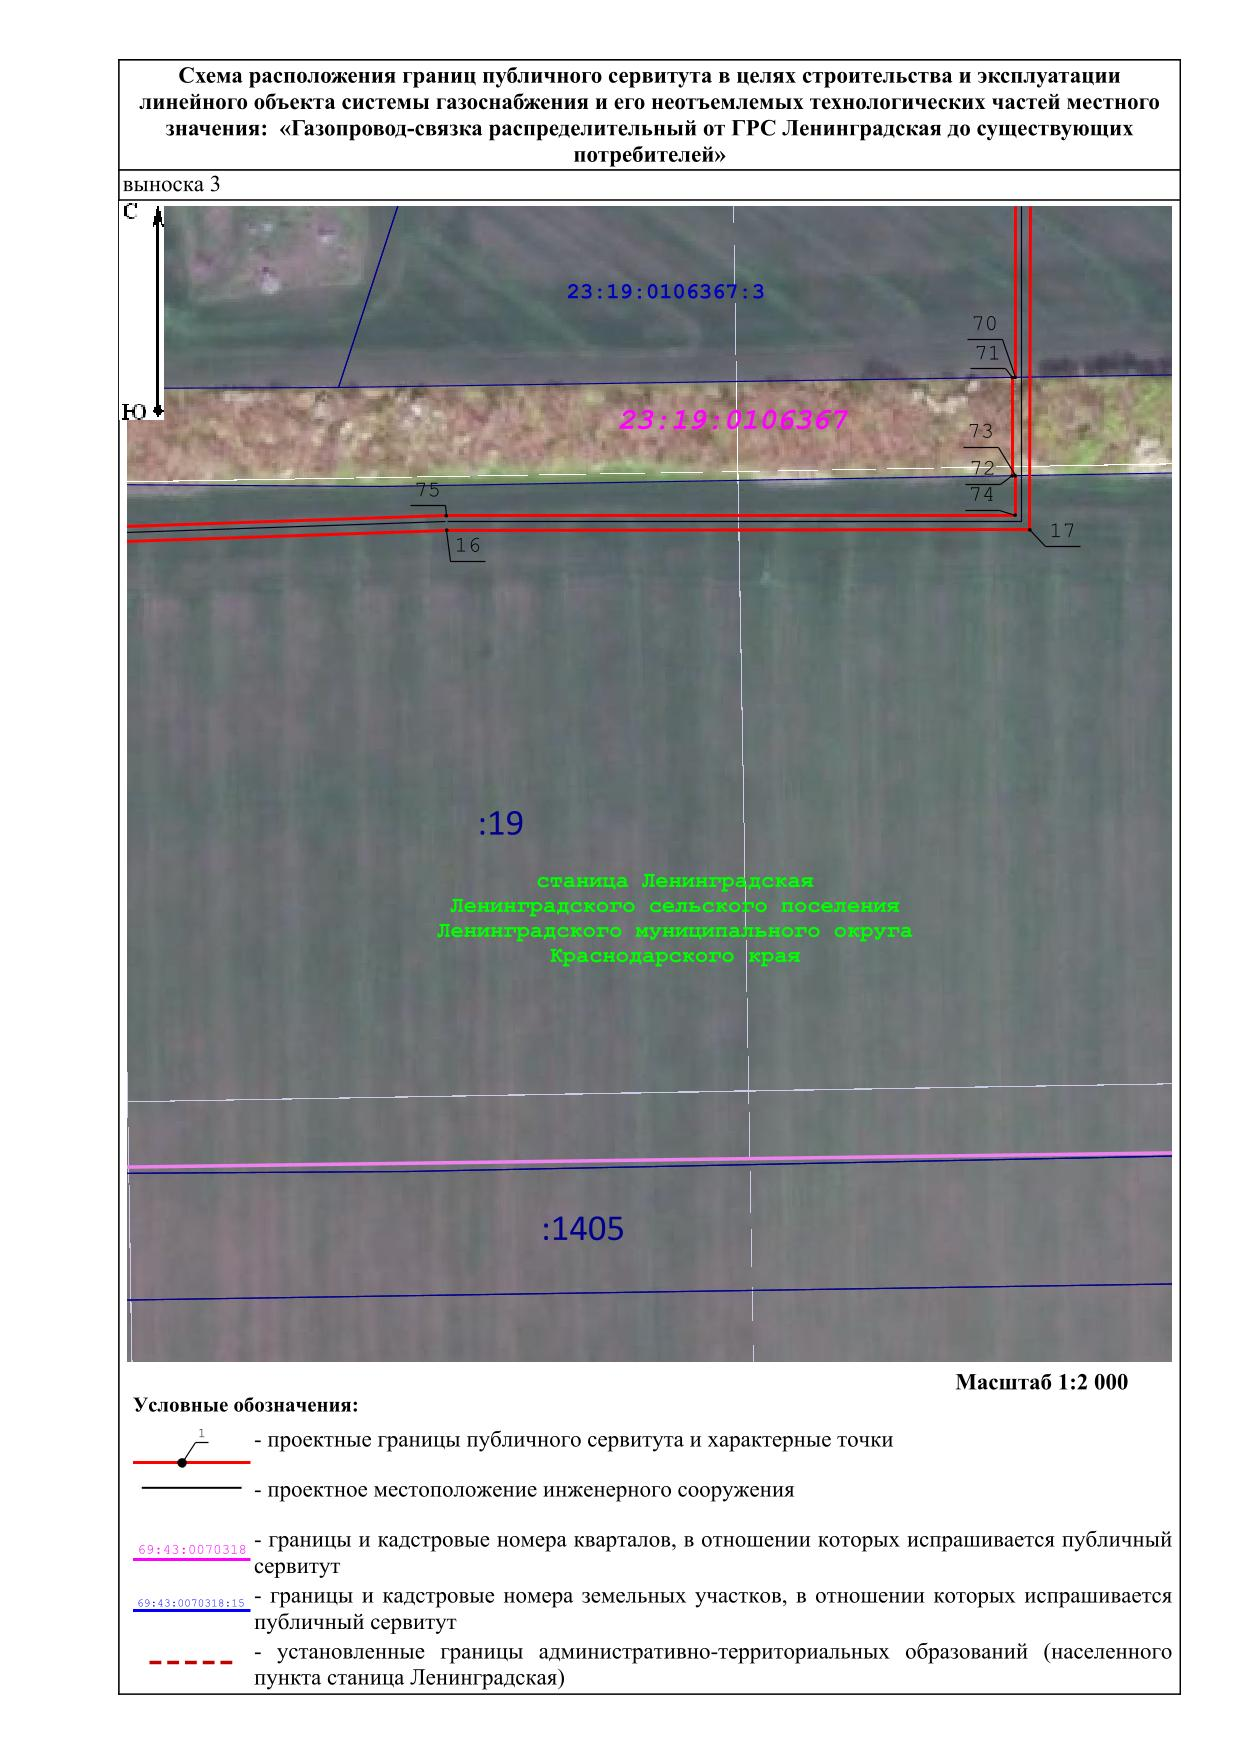 Схема расположения границ публичного сервитута в целях строительства и эксплуатации
линейного объекта системы газоснабжения и его неотъемлемых технологических частей местного
значения: «Газопровод-связка распределительный от ГРС Ленинградская до существующих
потребителей»
выноска 3
С
Ю
23:19:0106367:3
70
71
23:19:0106367
73
72
74
75
16
17
:19
станица Ленинградская
Ленинградского сельского поселения
Ленинградского муниципального округа
Краснодарского края
:1405
Масштаб 1:2 000
Условные обозначения:
1
- проектные границы публичного сервитута и характерные точки
- проектное местоположение инженерного сооружения
69:43:0070318
- границы и кадстровые номера кварталов, в отношении которых испрашивается публичный
сервитут
69:43:0070318:15
- границы и кадстровые номера земельных участков, в отношении которых испрашивается
публичный сервитут
- установленные границы административно-территориальных образований (населенного
пункта станица Ленинградская)